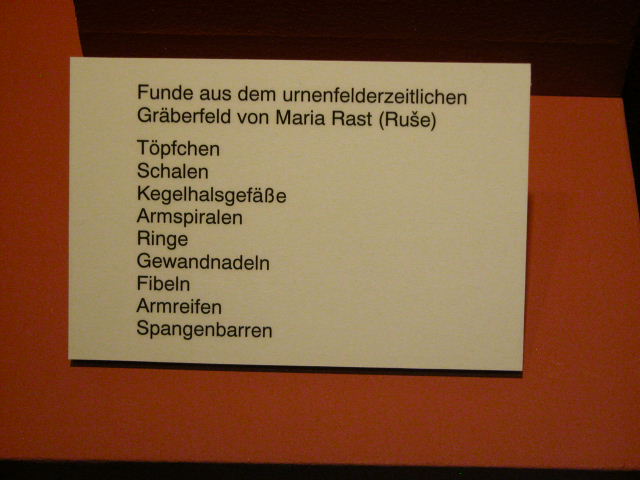 Funde aus dem urnenfelderzeitlichen
Gräberfeld von Maria Rast (Ruše)
Töpfchen
Schalen
Kegelhalsgefäße
Armspiralen
Ringe
Gewandnadeln
Fibeln
Armreifen
Spangenbarren